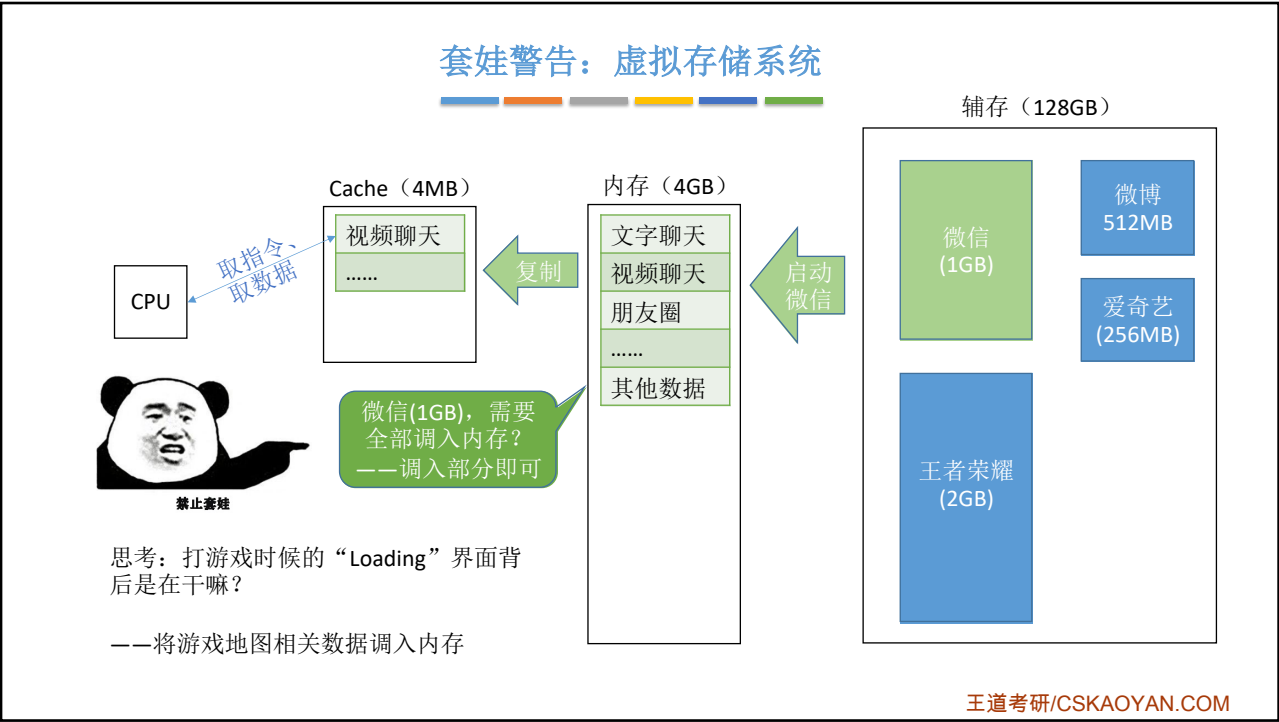 套娃警告：虚拟存储系统
辅存（128GB）
Cache（4MB）
内存（4GB）
视频聊天
……
取指令、
取数据
CPU
复制
文字聊天
视频聊天
朋友圈
……
其他数据
启动
微信
微信
(1GB)
微博
512MB
爱奇艺
(256MB)
王者荣耀
(2GB)
微信(1GB)，需要
全部调入内存？
——调入部分即可
禁止套娃
思考：打游戏时候的“Loading”界面背
后是在干嘛？
——将游戏地图相关数据调入内存
王道考研/CSKAOYAN.COM